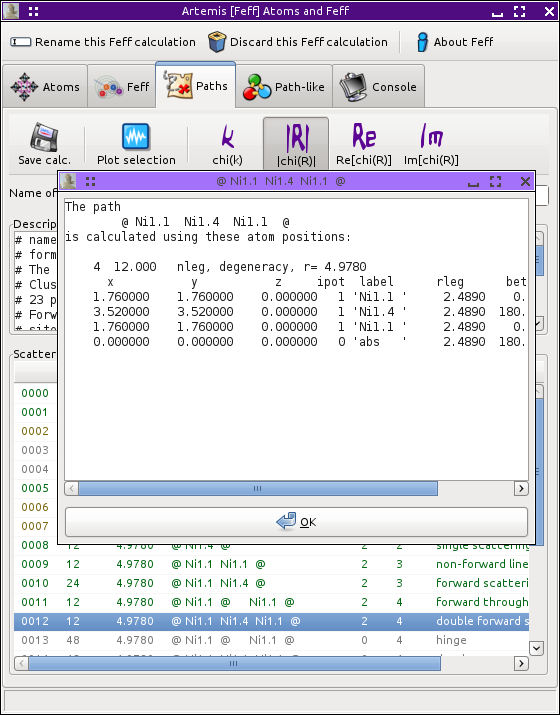 Artemis [Feff] Atoms and Feff
Rename this Feff calculation Discard this Feff calculation About Feff
Atoms Feff Paths Path-like Console
Save calc. Plot selection chi(k) |chi(R)| Re[chi(R)] Im[chi(R)]
k |R| Re Im
Name of
@ Ni1.1 Ni1.4 Ni1.1 @
The path
@ Ni1.1 Ni1.4 Ni1.1 @
is calculated using these atom positions:
4 12.000 nleg, degeneracy, r= 4.9780
x y z ipot label rleg bet
1.760000 1.760000 0.000000 1 'Ni1.1 ' 2.4890 0.
3.520000 3.520000 0.000000 1 'Ni1.4 ' 2.4890 180.
1.760000 1.760000 0.000000 1 'Ni1.1 ' 2.4890 0.
0.000000 0.000000 0.000000 0 'abs ' 2.4890 180.
OK
Descrip
# name
# form
# The
# Clus
# 23 p
# Forw
# site
Scatter
0000
0001
0002
0003
0004
0005
0006
0007
0008 12 4.9780 @ Ni1.4 @ 2 2 single scattering
0009 12 4.9780 @ Ni1.1 Ni1.1 @ 2 3 non-forward line
0010 24 4.9780 @ Ni1.1 Ni1.4 @ 2 3 forward scatteri
0011 12 4.9780 @ Ni1.1 @ Ni1.1 @ 2 4 forward through
0012 12 4.9780 @ Ni1.1 Ni1.4 Ni1.1 @ 2 4 double forward s
0013 48 4.9780 @ Ni1.1 @ Ni1.1 @ 0 4 hinge